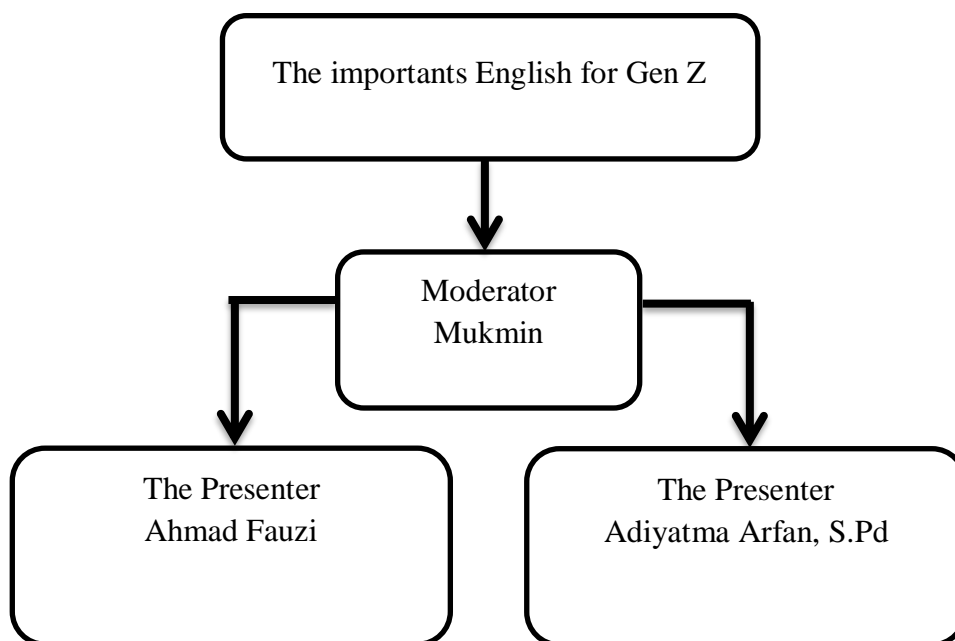 The importants English for Gen Z
Moderator
Mukmin
The Presenter
Ahmad Fauzi
The Presenter
Adiyatma Arfan, S.Pd